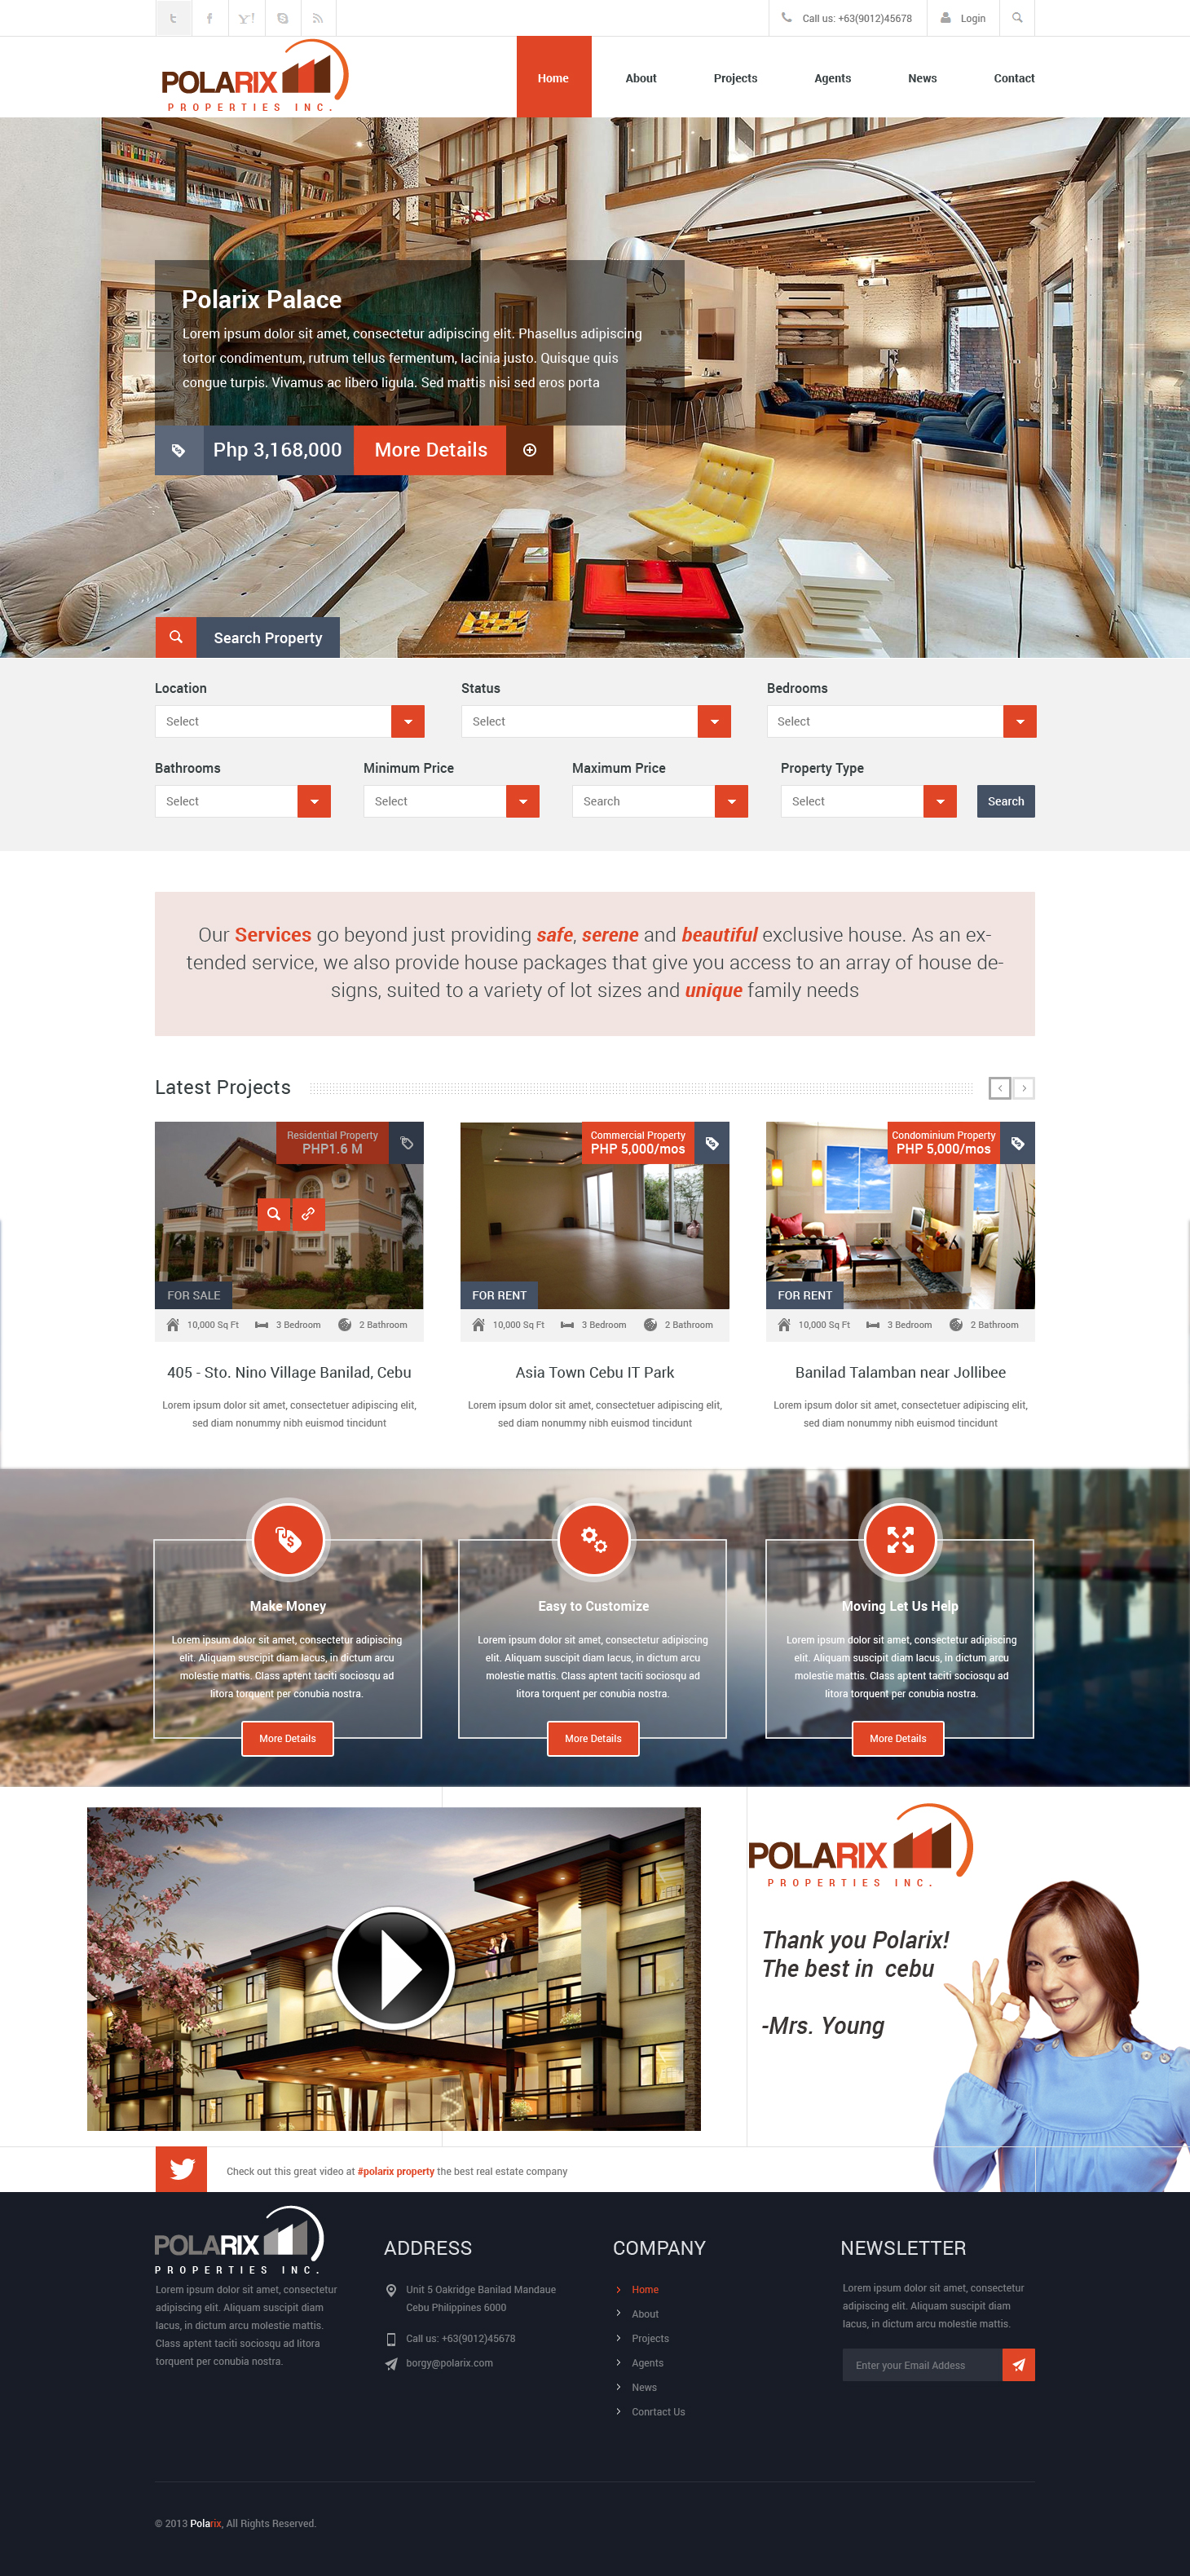 Call us: +63(9012)45678
Login
POLARIX
PROPERTIES INC.
Home
About
Projects
Agents
News
Contact
Polarix Palace
Lorem ipsum dolor sit amet, consectetur adipiscing elit. Phasellus adipiscing
tortor condimentum, rutrum tellus fermentum, lacinia justo. Quisque quis
congue turpis. Vivamus ac libero ligula. Sed mattis nisi sed eros porta
Php 3,168,000
More Details
Search Property
Location
Status
Bedrooms
Select
Select
Select
Bathrooms
Minimum Price
Maximum Price
Property Type
Select
Select
Search
Select
Search
Our Services go beyond just providing safe, serene and beautiful exclusive house. As an ex-
tended service, we also provide house packages that give you access to an array of house de-
signs, suited to a variety of lot sizes and unique family needs
Latest Projects
Residential Property
PHP1.6 M
FOR SALE
10,000 Sq Ft
3 Bedroom
2 Bathroom
405 - Sto. Nino Village Banilad, Cebu
Lorem ipsum dolor sit amet, consectetuer adipiscing elit,
sed diam nonummy nibh euismod tincidunt
Commercial Property
PHP 5,000/mos
FOR RENT
10,000 Sq Ft
3 Bedroom
2 Bathroom
Asia Town Cebu IT Park
Lorem ipsum dolor sit amet, consectetuer adipiscing elit,
sed diam nonummy nibh euismod tincidunt
Condominium Property
PHP 5,000/mos
FOR RENT
10,000 Sq Ft
3 Bedroom
2 Bathroom
Banilad Talamban near Jollibee
Lorem ipsum dolor sit amet, consectetuer adipiscing elit,
sed diam nonummy nibh euismod tincidunt
Make Money
Lorem ipsum dolor sit amet, consectetur adipiscing
elit. Aliquam suscipit diam lacus, in dictum arcu
molestie mattis. Class aptent taciti sociosqu ad
litora torquent per conubia nostra.
More Details
Easy to Customize
Lorem ipsum dolor sit amet, consectetur adipiscing
elit. Aliquam suscipit diam lacus, in dictum arcu
molestie mattis. Class aptent taciti sociosqu ad
litora torquent per conubia nostra.
More Details
Moving Let Us Help
Lorem ipsum dolor sit amet, consectetur adipiscing
elit. Aliquam suscipit diam lacus, in dictum arcu
molestie mattis. Class aptent taciti sociosqu ad
litora torquent per conubia nostra.
More Details
POLARIX
PROPERTIES INC.
Thank you Polarix!
The best in cebu
-Mrs. Young
Check out this great video at #polarix property the best real estate company
POLARIX
PROPERTIES INC.
Lorem ipsum dolor sit amet, consectetur
adipiscing elit. Aliquam suscipit diam
lacus, in dictum arcu molestie mattis.
Class aptent taciti sociosqu ad litora
torquent per conubia nostra.
ADDRESS
Unit 5 Oakridge Banilad Mandaue
Cebu Philippines 6000
Call us: +63(9012)45678
borgy@polarix.com
COMPANY
Home
About
Projects
Agents
News
Conrtact Us
NEWSLETTER
Lorem ipsum dolor sit amet, consectetur
adipiscing elit. Aliquam suscipit diam
lacus, in dictum arcu molestie mattis.
Enter your Email Addess
© 2013 Polarix, All Rights Reserved.